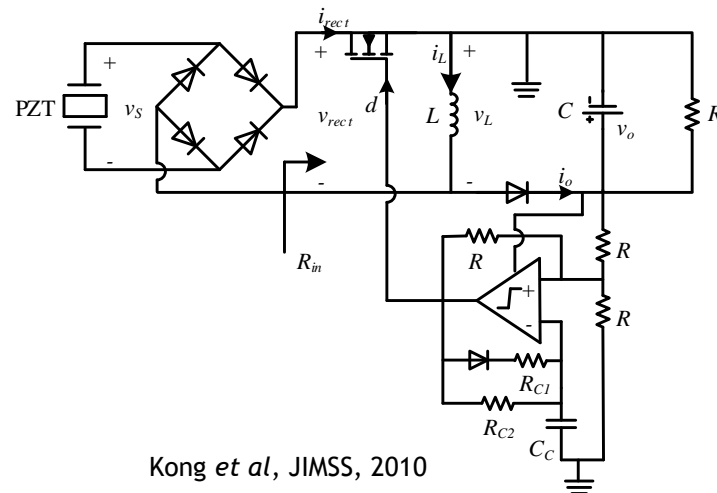 i_rect
+
+
i_L
+
PZT
v_S
v_rect
d
L
v_L
C
v_o
R
-
-
-
i_o
R_in
R
R
+
-
R
R_C1
R_C2
C_C
Kong et al, JIMSS, 2010